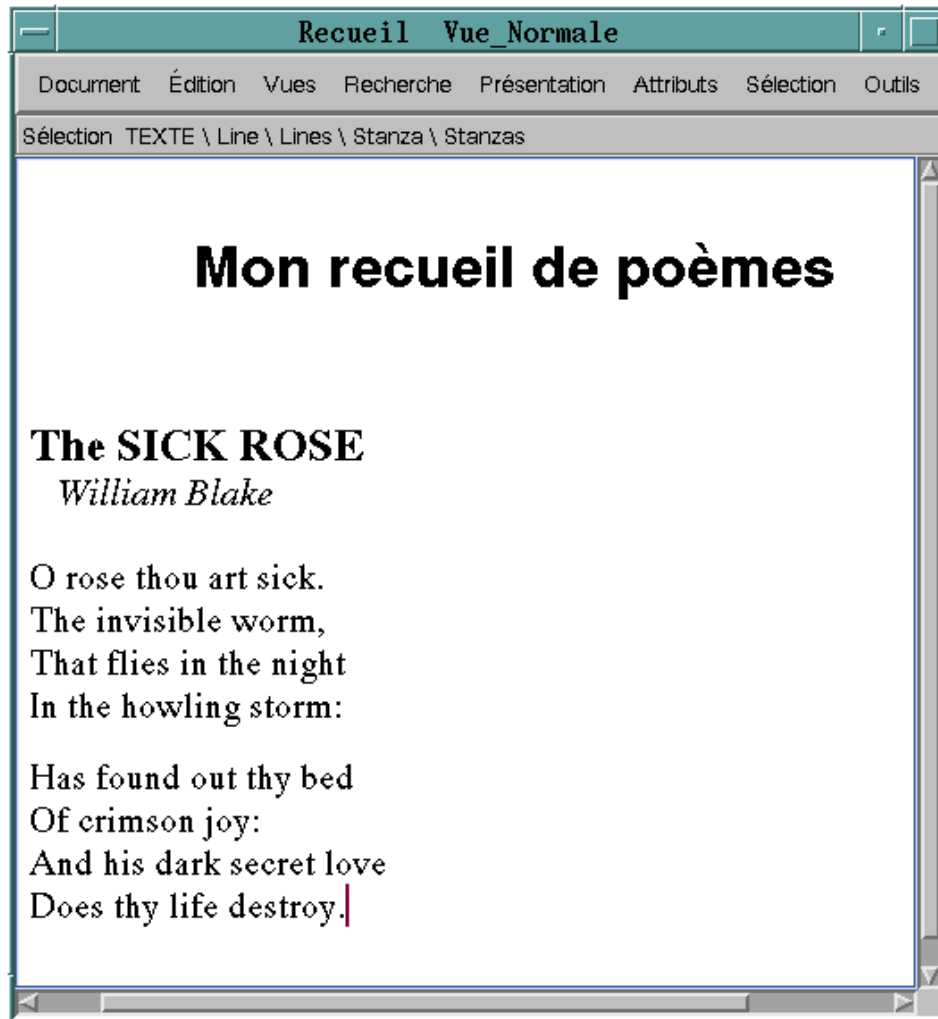 Recueil Vue_Normale
Document Édition Vues Recherche Présentation Attributs Sélection Outils
Sélection TEXTE \ Line \ Lines \ Stanza \ Stanzas
Mon recueil de poèmes
The SICK ROSE
William Blake
O rose thou art sick.
The invisible worm,
That flies in the night
In the howling storm:
Has found out thy bed
Of crimson joy:
And his dark secret love
Does thy life destroy.